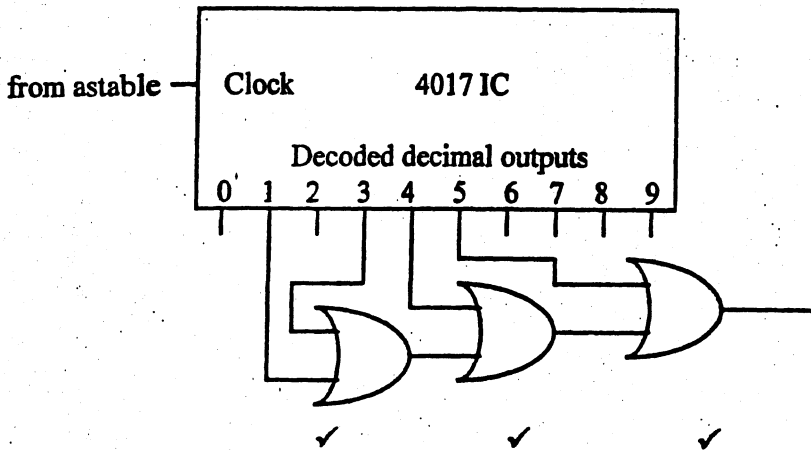 from astable Clock 4017 IC
Decoded decimal outputs
0 1 2 3 4 5 6 7 8 9
✓ ✓ ✓